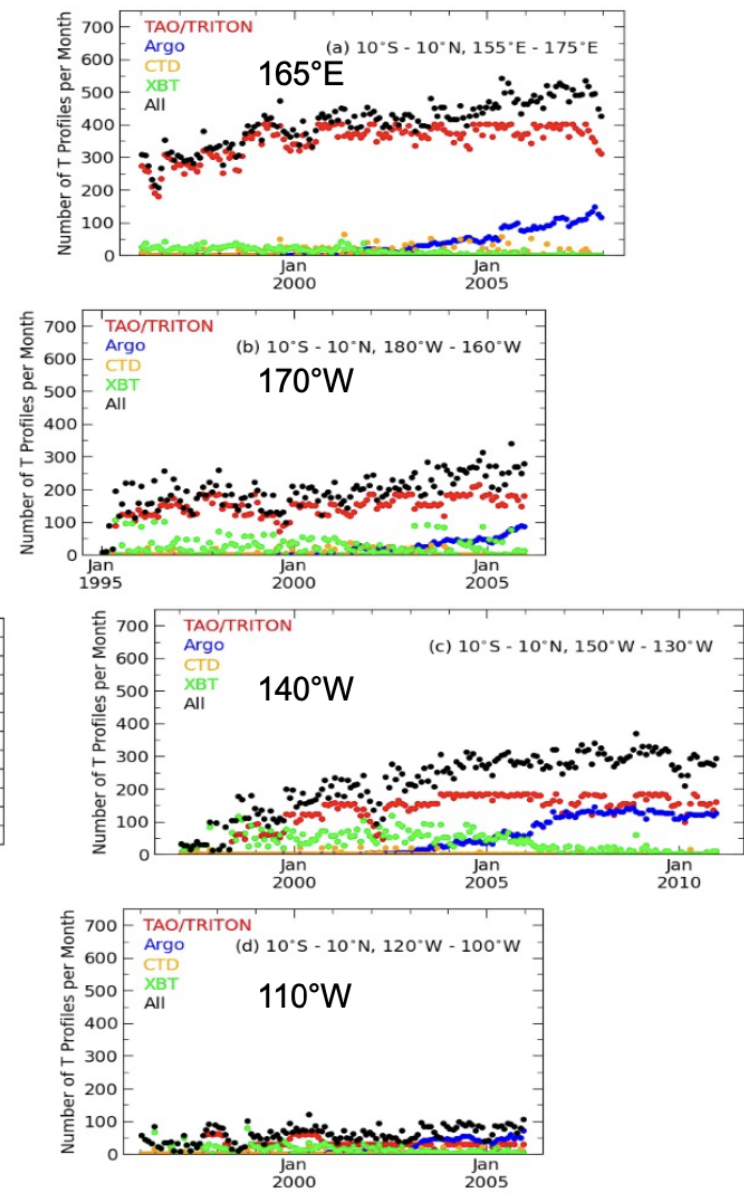 Number of T Profiles per Month
700
600
500
400
300
200
100
0
TAO/TRITON
Argo
CTD
XBT
All
(a) 10°S - 10°N, 155°E - 175°E
165°E
Jan
2000
Jan
2005
Number of T Profiles per Month
700
600
500
400
300
200
100
0
TAO/TRITON
Argo
CTD
XBT
All
(b) 10°S - 10°N, 180°W - 160°W
170°W
Jan
1995
Jan
2000
Jan
2005
Number of T Profiles per Month
700
600
500
400
300
200
100
0
TAO/TRITON
Argo
CTD
XBT
All
(c) 10°S - 10°N, 150°W - 130°W
140°W
Jan
2000
Jan
2005
Jan
2010
Number of T Profiles per Month
700
600
500
400
300
200
100
0
TAO/TRITON
Argo
CTD
XBT
All
(d) 10°S - 10°N, 120°W - 100°W
110°W
Jan
2000
Jan
2005